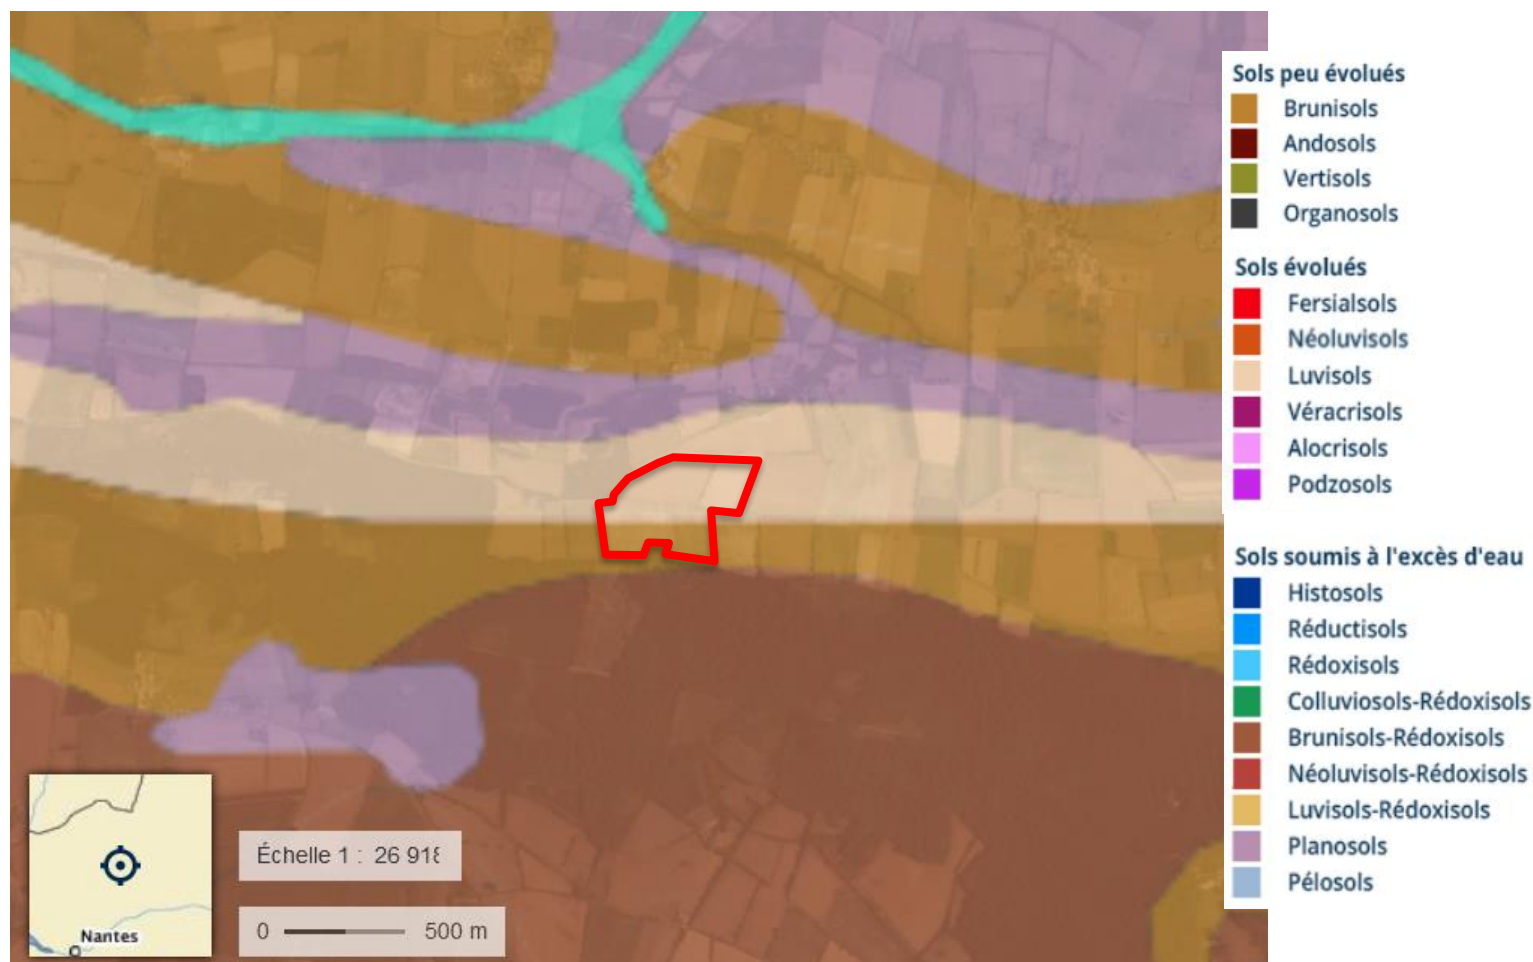 Sols peu évolués
Brunisols
Andosols
Vertisols
Organosols
Sols évolués
Fersialsols
Néoluvisols
Luvisols
Véracrisols
Alocrisols
Podzosols
Sols soumis à l'excès d'eau
Histosols
Réductisols
Rédoxisols
Colluviosols-Rédoxisols
Brunisols-Rédoxisols
Néoluvisols-Rédoxisols
Luvisols-Rédoxisols
Planosols
Pélosols
Échelle 1 : 26 918
0 500 m
Nantes